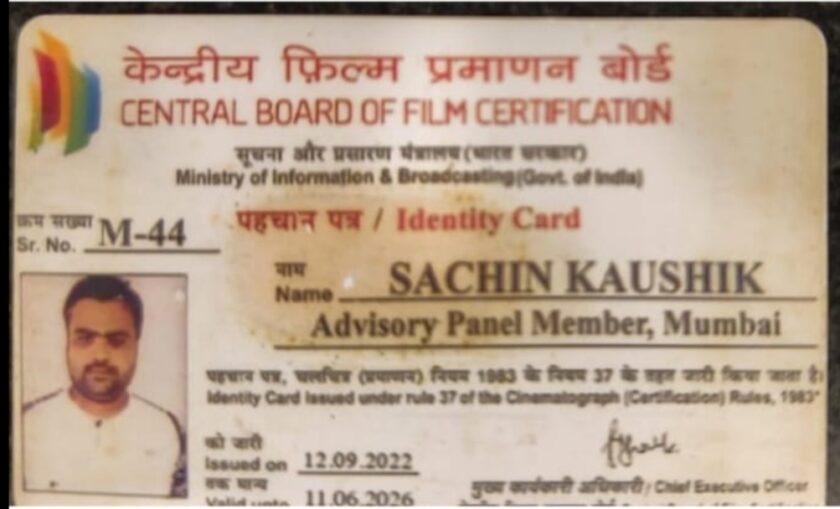 केन्द्रीय फ़िल्म प्रमाणन बोर्ड
CENTRAL BOARD OF FILM CERTIFICATION
सूचना और प्रसारण मंत्रालय (भारत सरकार)
Ministry of Information & Broadcasting (Govt. of India)
पहचान पत्र / Identity Card
क्रम संख्या
Sr. No. M-44
नाम
Name SACHIN KAUSHIK
Advisory Panel Member, Mumbai
पहचान पत्र, चलचित्र (प्रमाणन) नियम 1983 के नियम 37 के तहत जारी किया जाता है।
Identity Card issued under rule 37 of the Cinematograph (Certification) Rules, 1983"
को जारी
Issued on 12.09.2022
तक मान्य
Valid upto 11.06.2026
मुख्य कार्यकारी अधिकारी / Chief Executive Officer